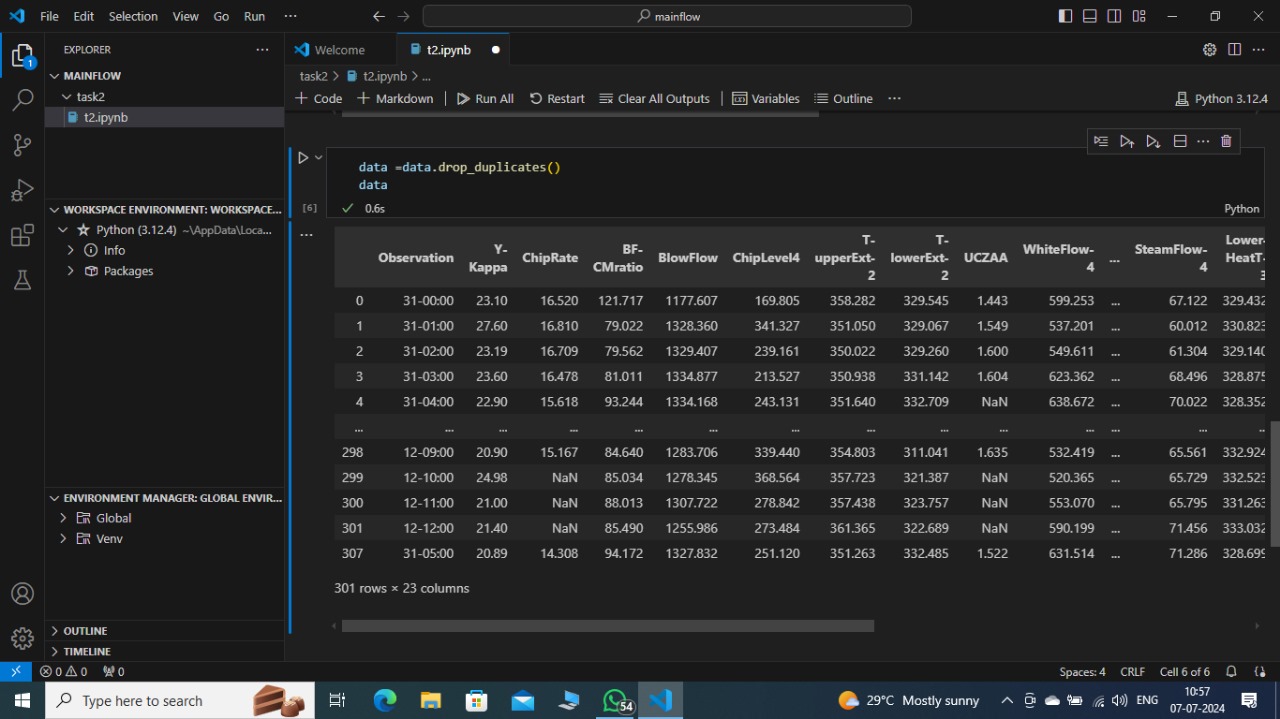 File Edit Selection View Go Run ... mainflow
EXPLORER ...
Welcome t2.ipynb
MAINFLOW
task2 > t2.ipynb > ...
task2
+ Code + Markdown Run All Restart Clear All Outputs Variables Outline ... Python 3.12.4
t2.ipynb
data =data.drop_duplicates()
data
[6] 0.6s Python
WORKSPACE ENVIRONMENT: WORKSPACE...
Python (3.12.4) ~\AppData\Loca...
Info
Packages
Observation Y-Kappa ChipRate BF-CMratio BlowFlow ChipLevel4 T-upperExt-2 T-lowerExt-2 UCZAA WhiteFlow-4 ... SteamFlow-4 Lower-HeatT-3
0 31-00:00 23.10 16.520 121.717 1177.607 169.805 358.282 329.545 1.443 599.253 ... 67.122 329.432
1 31-01:00 27.60 16.810 79.022 1328.360 341.327 351.050 329.067 1.549 537.201 ... 60.012 330.823
2 31-02:00 23.19 16.709 79.562 1329.407 239.161 350.022 329.260 1.600 549.611 ... 61.304 329.140
3 31-03:00 23.60 16.478 81.011 1334.877 213.527 350.938 331.142 1.604 623.362 ... 68.496 328.875
4 31-04:00 22.90 15.618 93.244 1334.168 243.131 351.640 332.709 NaN 638.672 ... 70.022 328.352
... ... ... ... ... ... ... ... ... ... ... ... ... ...
298 12-09:00 20.90 15.167 84.640 1283.706 339.440 354.803 311.041 1.635 532.419 ... 65.561 332.924
299 12-10:00 24.98 NaN 85.034 1278.345 368.564 357.723 321.387 NaN 520.365 ... 65.729 332.523
300 12-11:00 21.00 NaN 88.013 1307.722 278.842 357.438 323.757 NaN 553.070 ... 65.795 331.263
301 12-12:00 21.40 NaN 85.490 1255.986 273.484 361.365 322.689 NaN 590.199 ... 71.456 333.032
307 31-05:00 20.89 14.308 94.172 1327.832 251.120 351.263 332.485 1.522 631.514 ... 71.286 328.699
301 rows × 23 columns
ENVIRONMENT MANAGER: GLOBAL ENVIR...
Global
Venv
OUTLINE
TIMELINE
0 0 0 Spaces: 4 CRLF Cell 6 of 6
Type here to search 54 29°C Mostly sunny ENG 10:57
07-07-2024
1